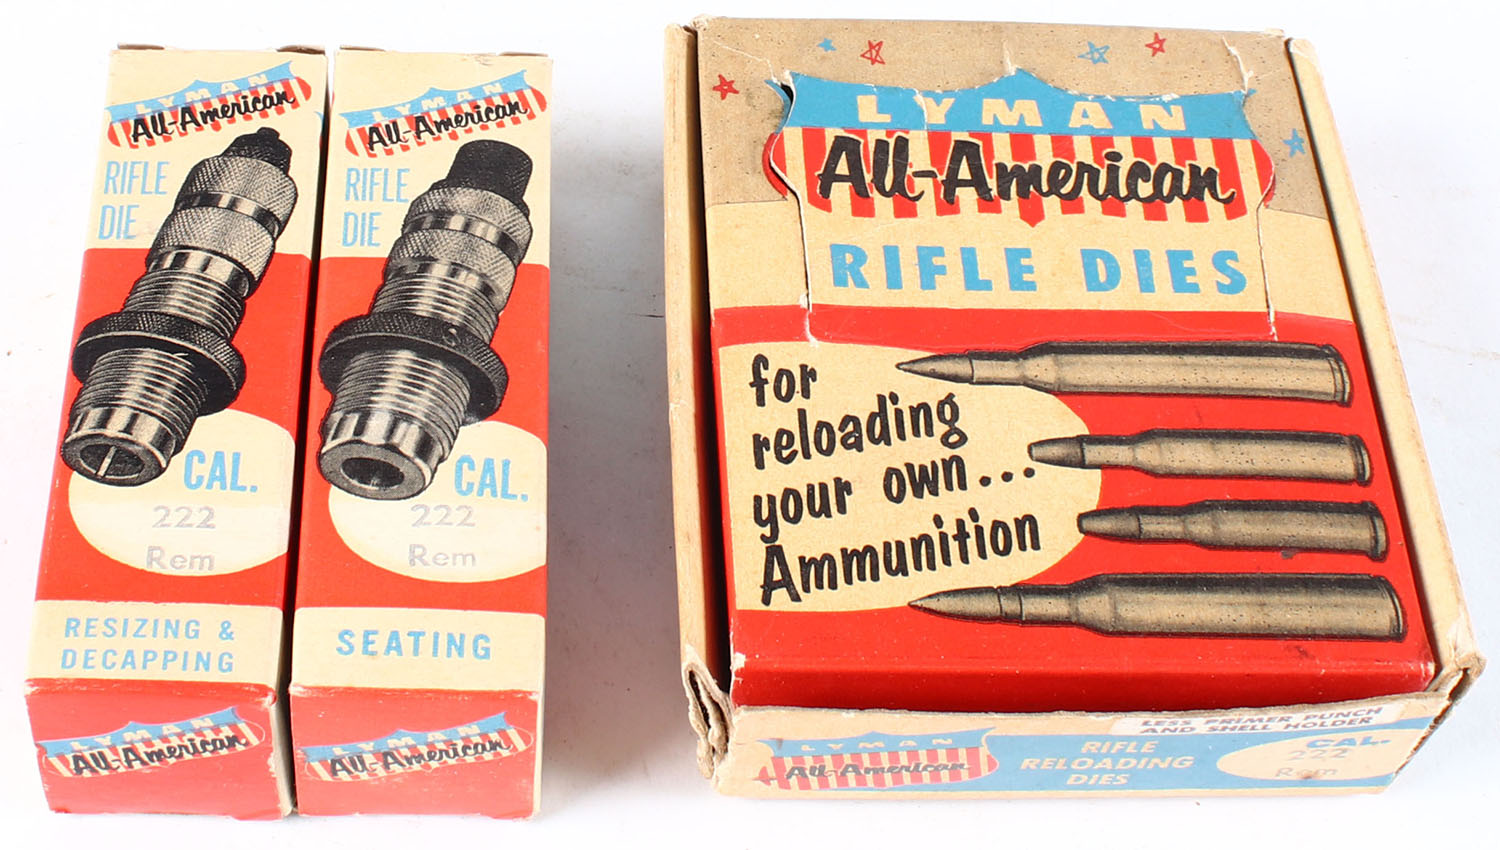 LYMAN
All-American
RIFLE
DIE
CAL.
222
Rem
RESIZING &
DECAPPING
LYMAN
All-American
LYMAN
All-American
RIFLE
DIE
CAL.
222
Rem
SEATING
LYMAN
All-American
LYMAN
All-American
RIFLE DIES
for
reloading
your own...
Ammunition
LYMAN
All-American
RIFLE
RELOADING
DIES
LESS PRIMER PUNCH
AND SHELL HOLDER
CAL.
222
Rem